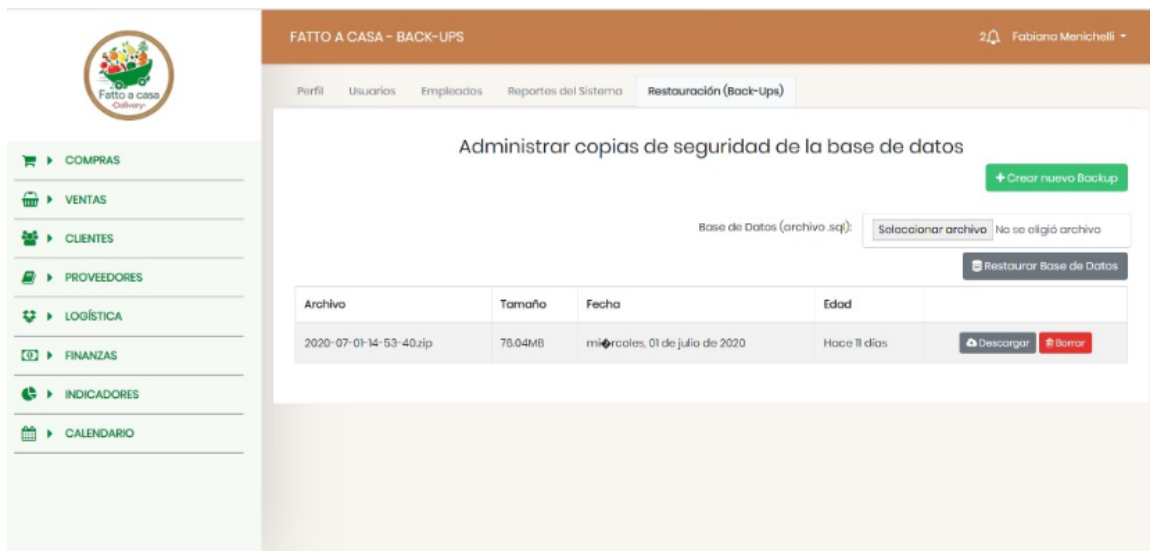 FATTO A CASA - BACK-UPS
2 Fabiana Menichelli
Fatto a casa
-Delivery-
Perfil Usuarios Empleados Reportes del Sistema Restauración (Back-Ups)
Administrar copias de seguridad de la base de datos
+ Crear nuevo Backup
Base de Datos (archivo .sql): Seleccionar archivo No se eligió archivo
Restaurar Base de Datos
Archivo Tamaño Fecha Edad
2020-07-01-14-53-40.zip 78.04MB mi�rcoles, 01 de julio de 2020 Hace 11 días Descargar Borrar
COMPRAS
VENTAS
CLIENTES
PROVEEDORES
LOGÍSTICA
FINANZAS
INDICADORES
CALENDARIO